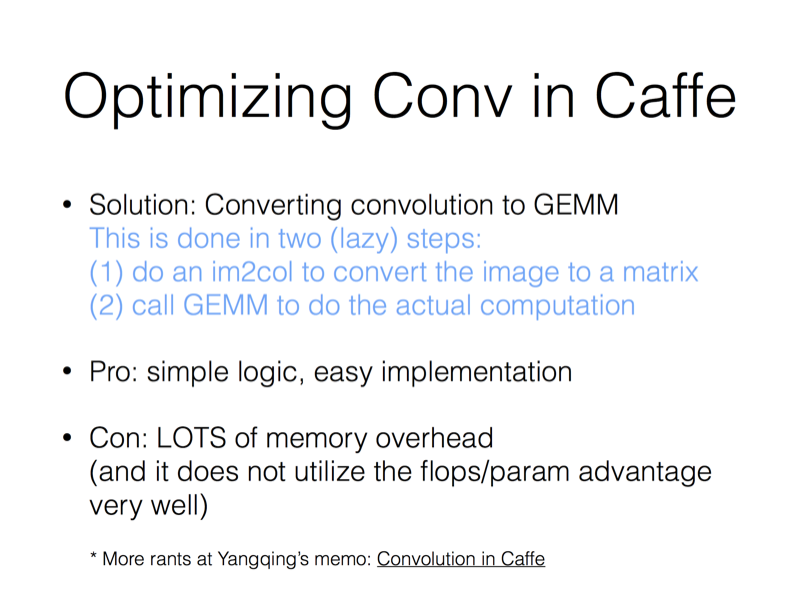 Optimizing Conv in Caffe
• Solution: Converting convolution to GEMM
This is done in two (lazy) steps:
(1) do an im2col to convert the image to a matrix
(2) call GEMM to do the actual computation
• Pro: simple logic, easy implementation
• Con: LOTS of memory overhead
(and it does not utilize the flops/param advantage
very well)
* More rants at Yangqing’s memo: Convolution in Caffe